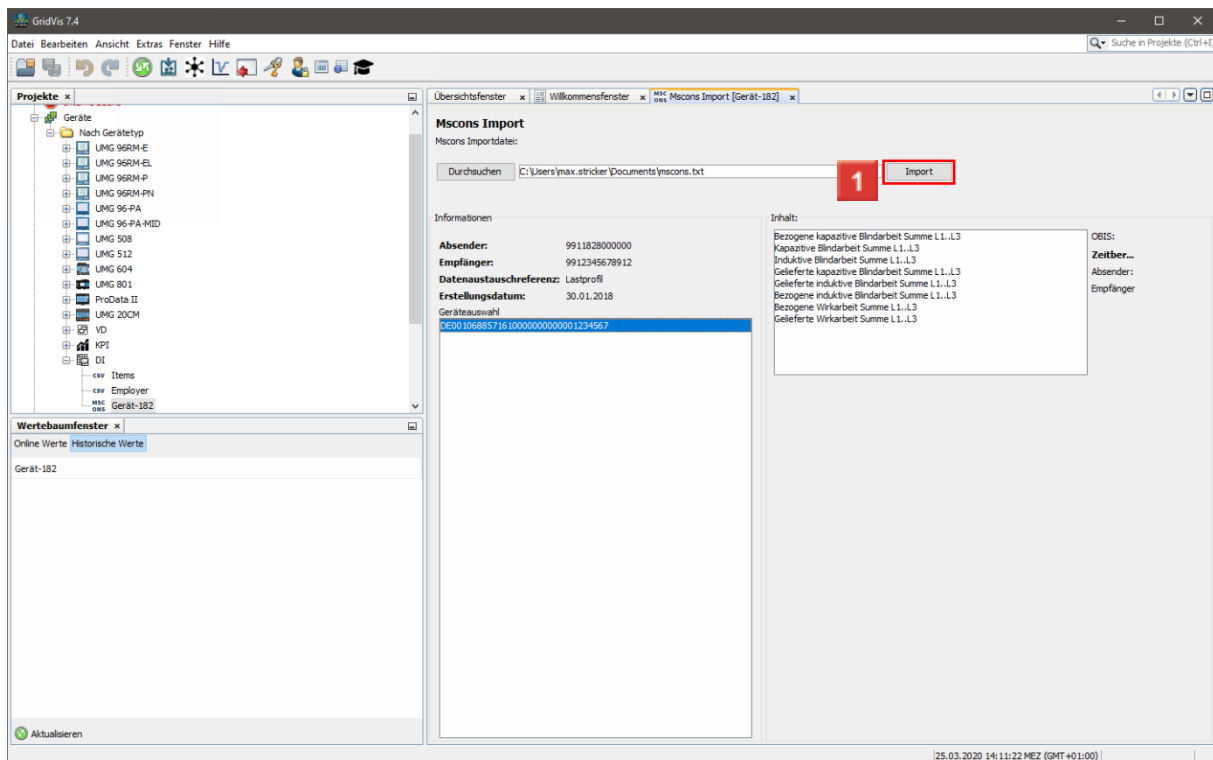 GridVis 7.4
Datei Bearbeiten Ansicht Extras Fenster Hilfe
Suche in Projekte (Ctrl+I)
Projekte
Geräte
Nach Gerätetyp
UMG 96RM-E
UMG 96RM-EL
UMG 96RM-P
UMG 96RM-PN
UMG 96-PA
UMG 96-PA-MID
UMG 508
UMG 512
UMG 604
UMG 801
ProData II
UMG 20CM
VD
KPI
DI
csv Items
csv Employer
MSC ONS Gerät-182
Wertebaumfenster
Online Werte Historische Werte
Gerät-182
Aktualisieren
Übersichtsfenster Willkommensfenster MSC ONS Mscons Import [Gerät-182]
Mscons Import
Mscons Importdatei:
Durchsuchen C:\Users\max.stricker\Documents\mscons.txt 1 Import
Informationen
Absender: 9911828000000
Empfänger: 9912345678912
Datenaustauschreferenz: Lastprofil
Erstellungsdatum: 30.01.2018
Geräteauswahl
DE0010688571610000000000001234567
Inhalt:
Bezogene kapazitive Blindarbeit Summe L1..L3
Kapazitive Blindarbeit Summe L1..L3
Induktive Blindarbeit Summe L1..L3
Gelieferte kapazitive Blindarbeit Summe L1..L3
Gelieferte induktive Blindarbeit Summe L1..L3
Bezogene induktive Blindarbeit Summe L1..L3
Bezogene Wirkarbeit Summe L1..L3
Gelieferte Wirkarbeit Summe L1..L3
OBIS:
Zeitber...
Absender:
Empfänger
25.03.2020 14:11:22 MEZ (GMT+01:00)